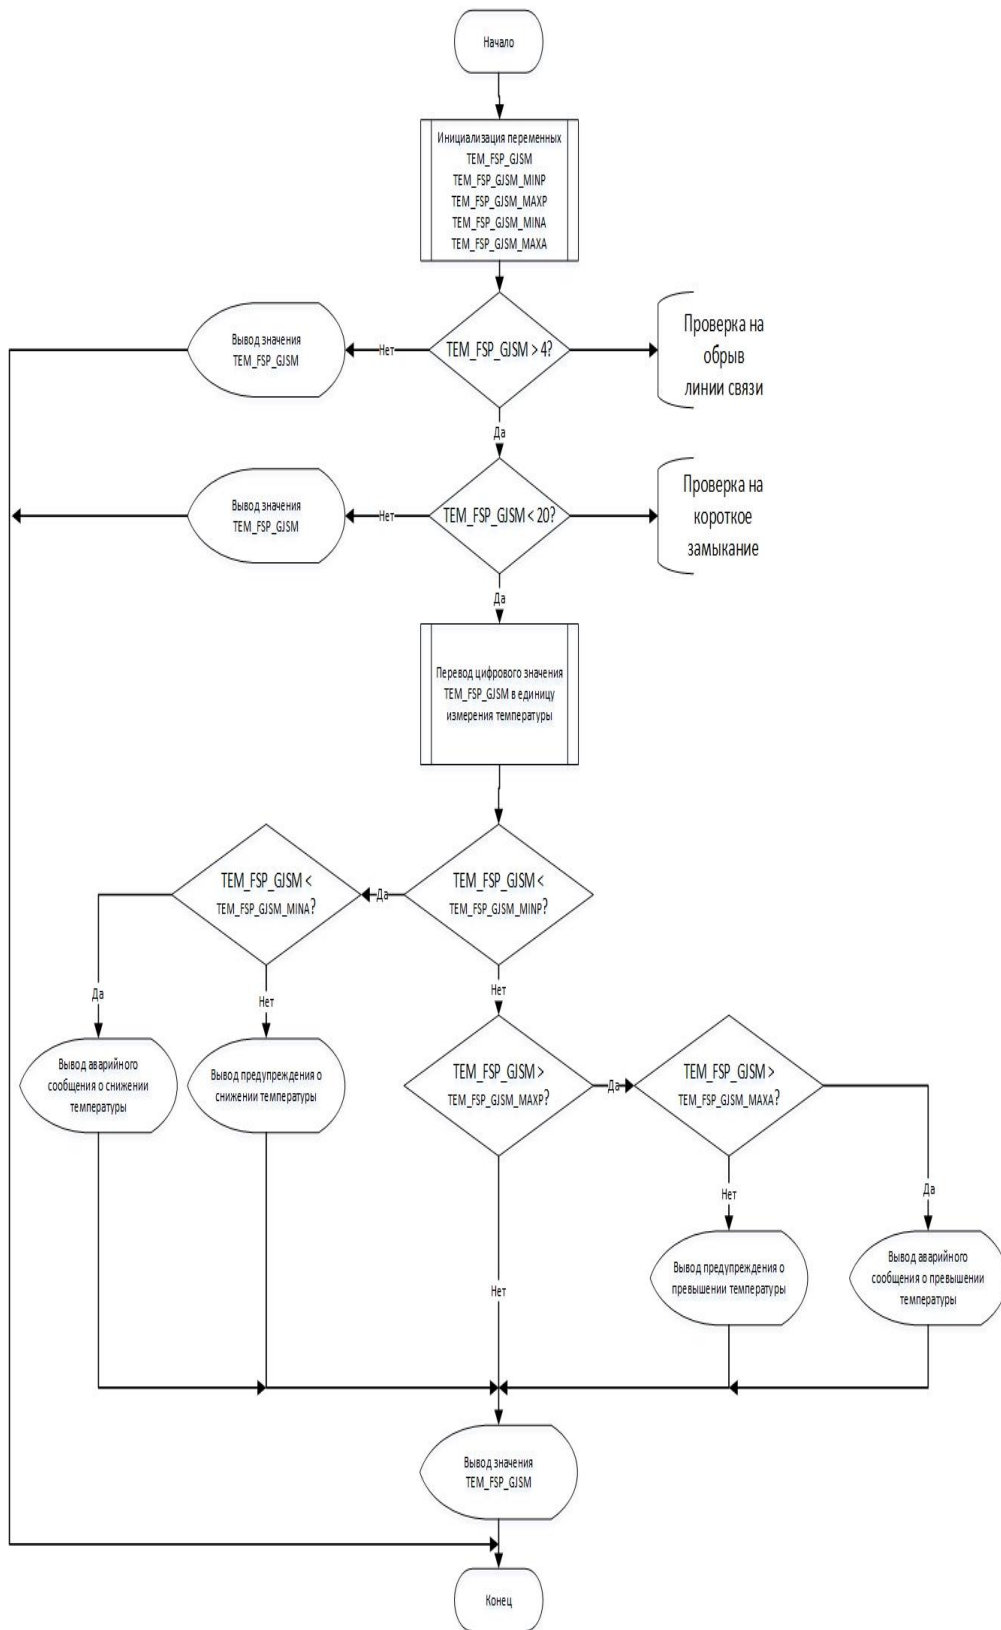 Начало
Инициализация переменных
TEM_FSP_GJSM
TEM_FSP_GJSM_MINP
TEM_FSP_GJSM_MAXP
TEM_FSP_GJSM_MINA
TEM_FSP_GJSM_MAXA
Вывод значения
TEM_FSP_GJSM
Нет
TEM_FSP_GJSM > 4?
Проверка на
обрыв
линии связи
Да
Вывод значения
TEM_FSP_GJSM
Нет
TEM_FSP_GJSM < 20?
Проверка на
короткое
замыкание
Да
Перевод цифрового значения
TEM_FSP_GJSM в единицу
измерения температуры
TEM_FSP_GJSM <
TEM_FSP_GJSM_MINA?
Да
TEM_FSP_GJSM <
TEM_FSP_GJSM_MINP?
Да
Нет
Нет
Вывод аварийного
сообщения о снижении
температуры
Вывод предупреждения о
снижении температуры
TEM_FSP_GJSM >
TEM_FSP_GJSM_MAXP?
Да
TEM_FSP_GJSM >
TEM_FSP_GJSM_MAXA?
Нет
Да
Нет
Вывод предупреждения о
превышении температуры
Вывод аварийного
сообщения о превышении
температуры
Вывод значения
TEM_FSP_GJSM
Конец